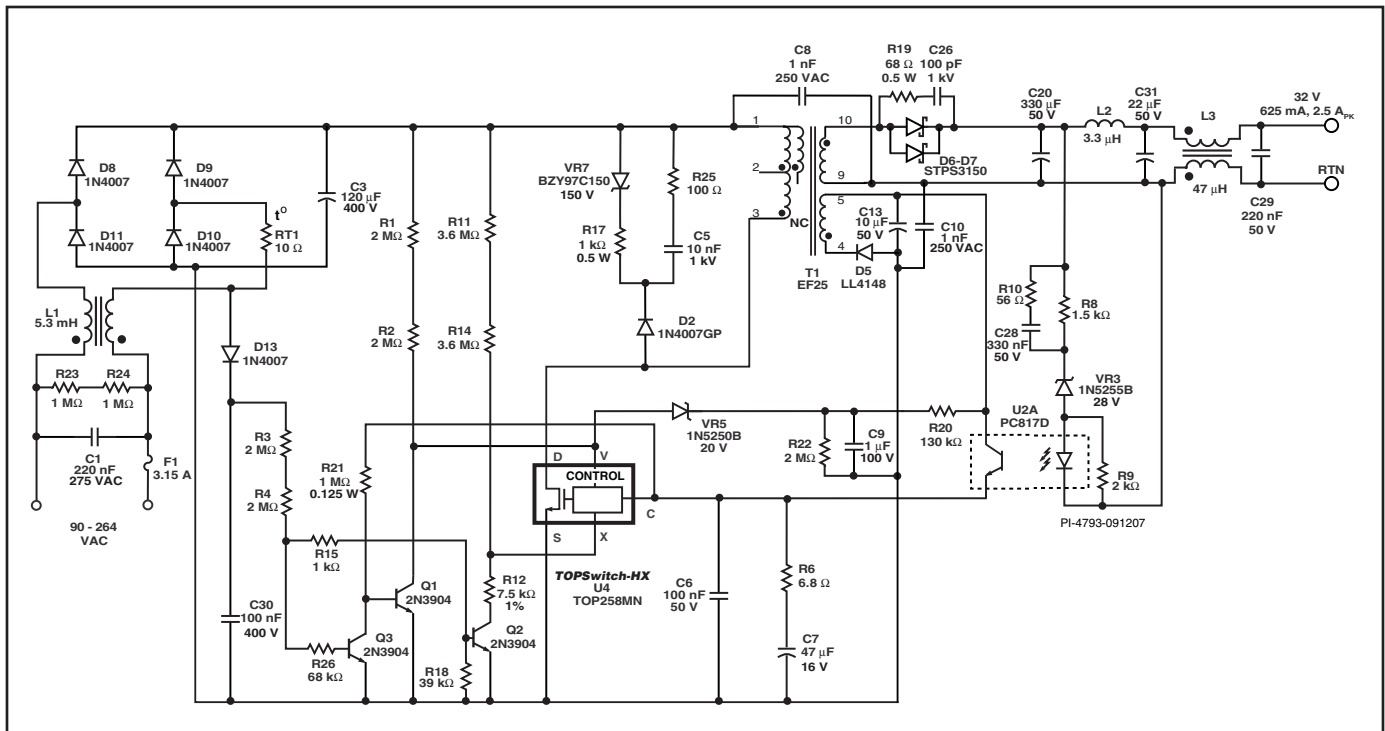 C8
1 nF
250 VAC
R19
68 Ω
0.5 W
C26
100 pF
1 kV
C20
330 µF
50 V
L2
3.3 µH
C31
22 µF
50 V
L3
47 µH
32 V
625 mA, 2.5 A_PK
RTN
C29
220 nF
50 V
1
2
3
NC
10
9
5
4
D6-D7
STPS3150
D8
1N4007
D9
1N4007
D11
1N4007
D10
1N4007
t°
RT1
10 Ω
C3
120 µF
400 V
R1
2 MΩ
R11
3.6 MΩ
VR7
BZY97C150
150 V
R25
100 Ω
R17
1 kΩ
0.5 W
C5
10 nF
1 kV
C13
10 µF
50 V
C10
1 nF
250 VAC
T1
EF25
D5
LL4148
L1
5.3 mH
R2
2 MΩ
R14
3.6 MΩ
D2
1N4007GP
R10
56 Ω
R8
1.5 kΩ
C28
330 nF
50 V
D13
1N4007
R23
1 MΩ
R24
1 MΩ
VR3
1N5255B
28 V
C1
220 nF
275 VAC
F1
3.15 A
R3
2 MΩ
R4
2 MΩ
R21
1 MΩ
0.125 W
VR5
1N5250B
20 V
R22
2 MΩ
C9
1 µF
100 V
R20
130 kΩ
U2A
PC817D
R9
2 kΩ
D
V
CONTROL
C
S
X
90 - 264
VAC
PI-4793-091207
R15
1 kΩ
TOPSwitch-HX
U4
TOP258MN
R12
7.5 kΩ
1%
C6
100 nF
50 V
R6
6.8 Ω
C7
47 µF
16 V
C30
100 nF
400 V
Q1
2N3904
Q3
2N3904
Q2
2N3904
R26
68 kΩ
R18
39 kΩ